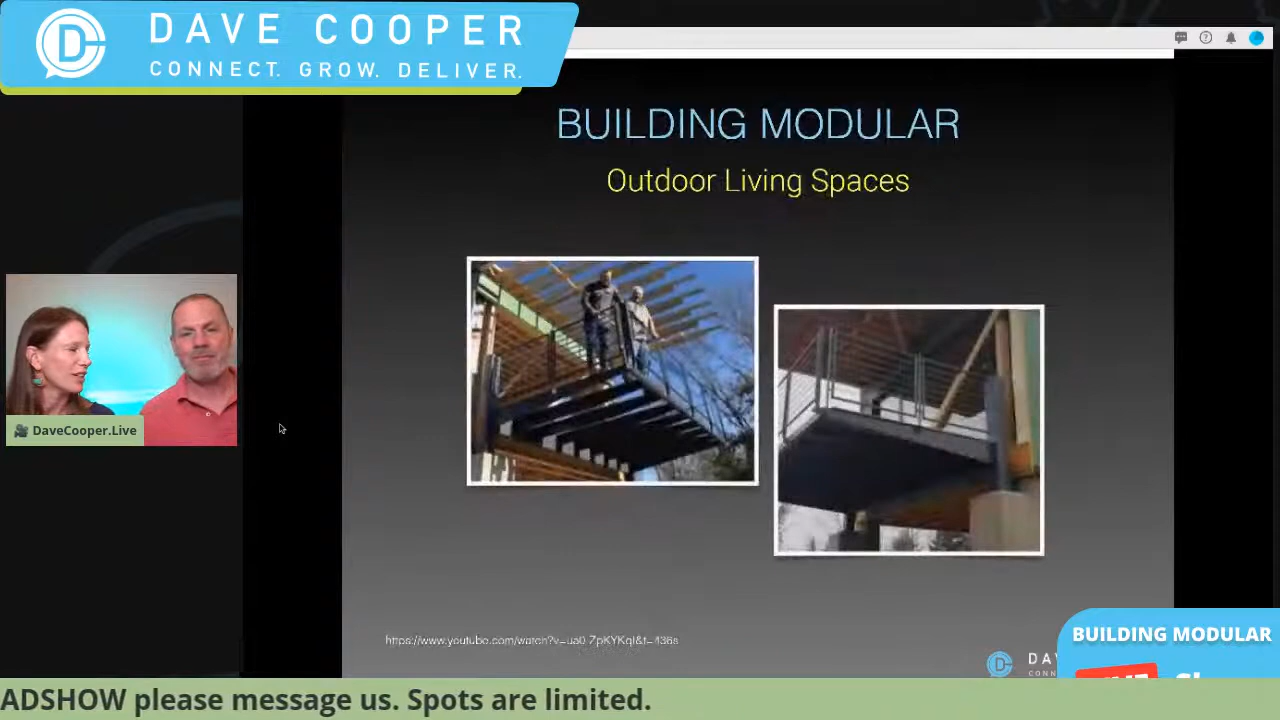 DAVE COOPER
CONNECT. GROW. DELIVER.
BUILDING MODULAR
Outdoor Living Spaces
DaveCooper.Live
BUILDING MODULAR
ADSHOW please message us. Spots are limited.